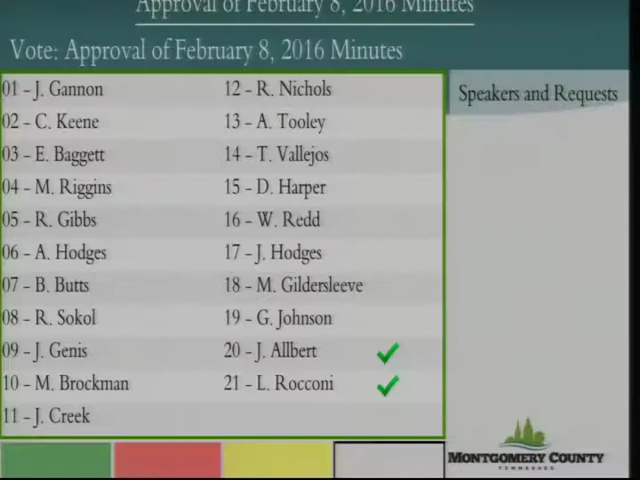 Approval of February 8, 2016 Minutes
Vote: Approval of February 8, 2016 Minutes
01 – J. Gannon
02 – C. Keene
03 – E. Baggett
04 – M. Riggins
05 – R. Gibbs
06 – A. Hodges
07 – B. Butts
08 – R. Sokol
09 – J. Genis
10 – M. Brockman
11 – J. Creek
12 – R. Nichols
13 – A. Tooley
14 – T. Vallejos
15 – D. Harper
16 – W. Redd
17 – J. Hodges
18 – M. Gildersleeve
19 – G. Johnson
20 – J. Allbert
21 – L. Rocconi
Speakers and Requests
MONTGOMERY COUNTY
TENNESSEE